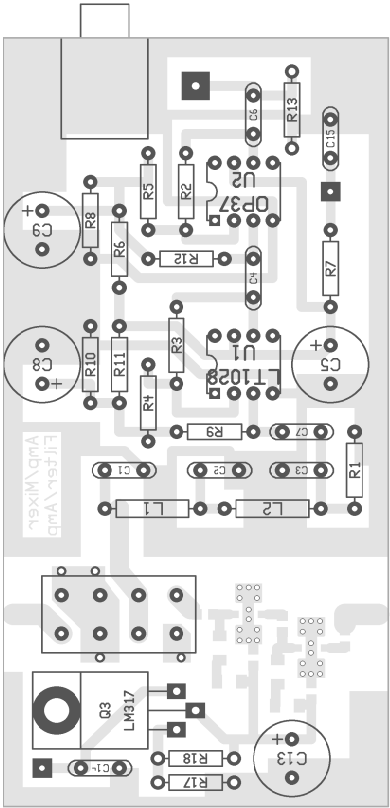 C6
R13
C15
U2
OP37
R5
R2
+
C9
R8
R6
R12
C4
R7
R3
U1
LT1028
+
C5
C8
+
R10
R11
R4
R9
C7
R1
C1
C2
C3
Filter/Amp
Amp/Mixer
L1
L2
Q3
LM317
+
C13
R18
R17